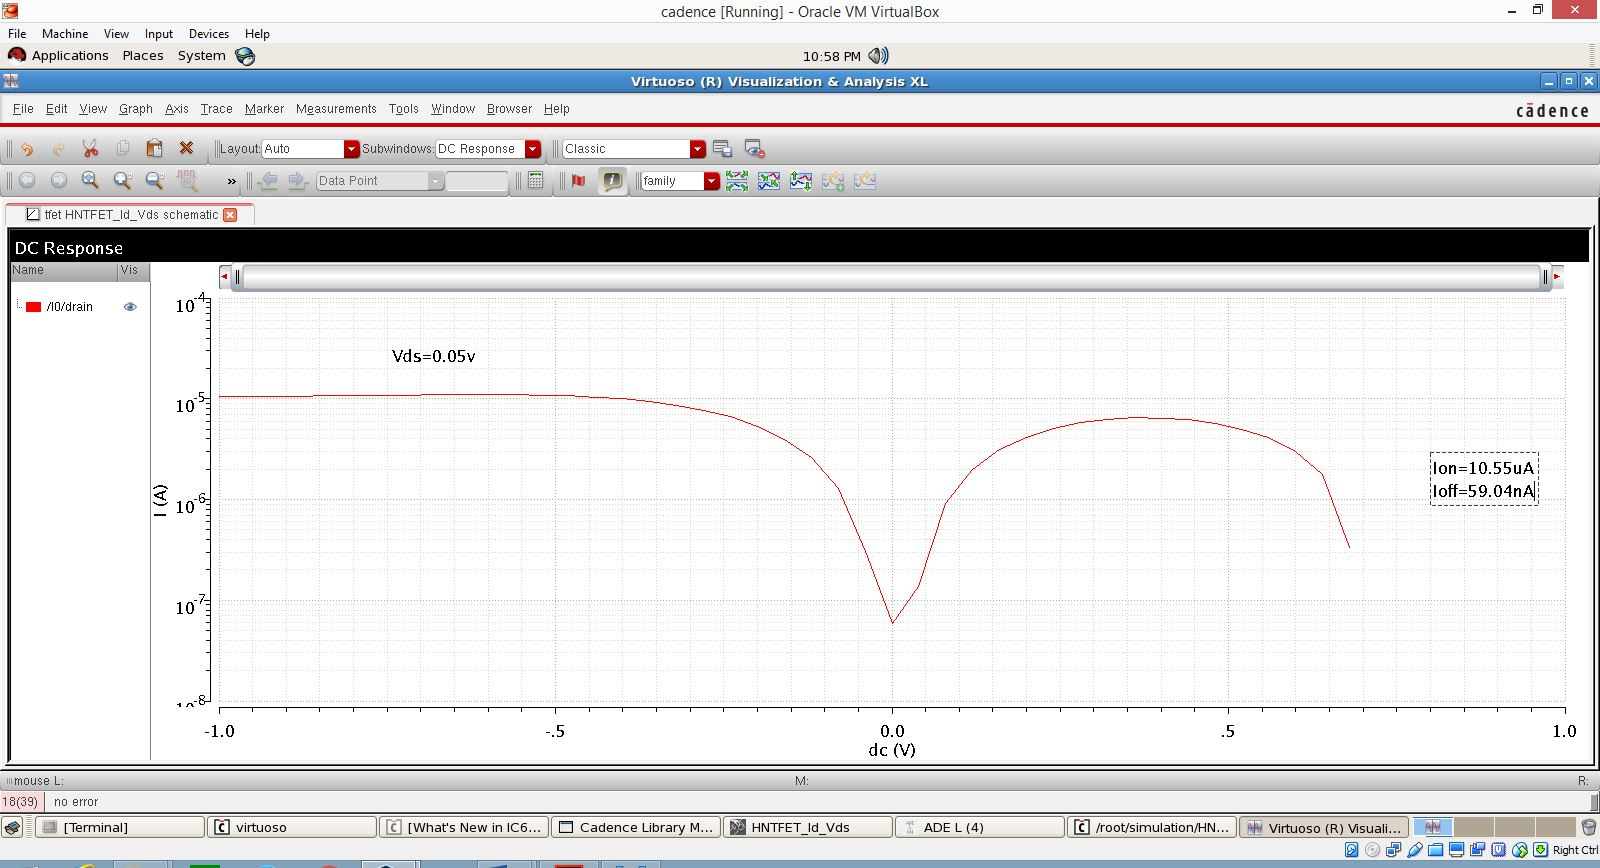 cadence [Running] - Oracle VM VirtualBox
File Machine View Input Devices Help
Applications Places System 10:58 PM
Virtuoso (R) Visualization & Analysis XL
File Edit View Graph Axis Trace Marker Measurements Tools Window Browser Help
cādence
Layout: Auto Subwindows: DC Response Classic
» Data Point family
tfet HNTFET_Id_Vds schematic
DC Response
Name Vis
/I0/drain
10^-4
Vds=0.05v
10^-5
Ion=10.55uA
Ioff=59.04nA
I (A)
10^-6
10^-7
10^-8
-1.0 -.5 0.0 .5 1.0
dc (V)
mouse L: M: R:
18(39) no error
[Terminal] virtuoso [What's New in IC6... Cadence Library M... HNTFET_Id_Vds ADE L (4) /root/simulation/HN... Virtuoso (R) Visuali...
Right Ctrl